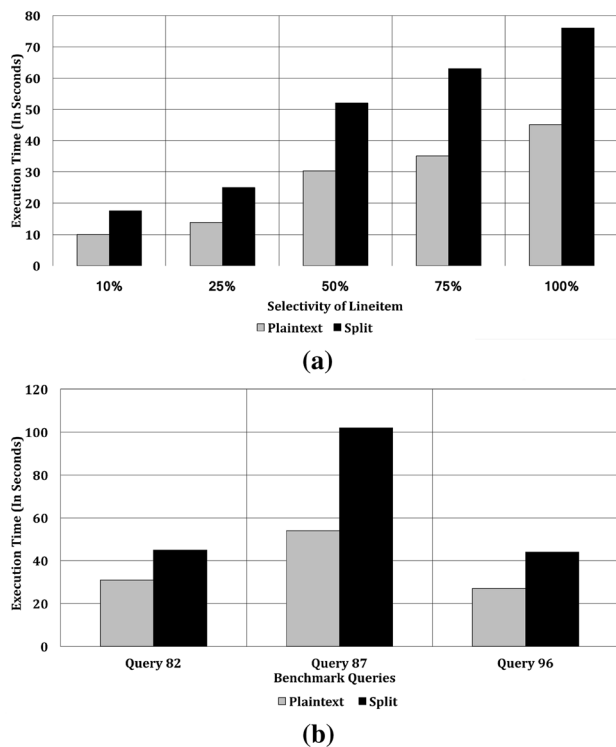 80
70
60
50
40
30
20
10
0
Execution Time (In Seconds)
10% 25% 50% 75% 100%
Selectivity of Lineitem
Plaintext Split
(a)
120
100
80
60
40
20
0
Execution Time (In Seconds)
Query 82 Query 87 Query 96
Benchmark Queries
Plaintext Split
(b)